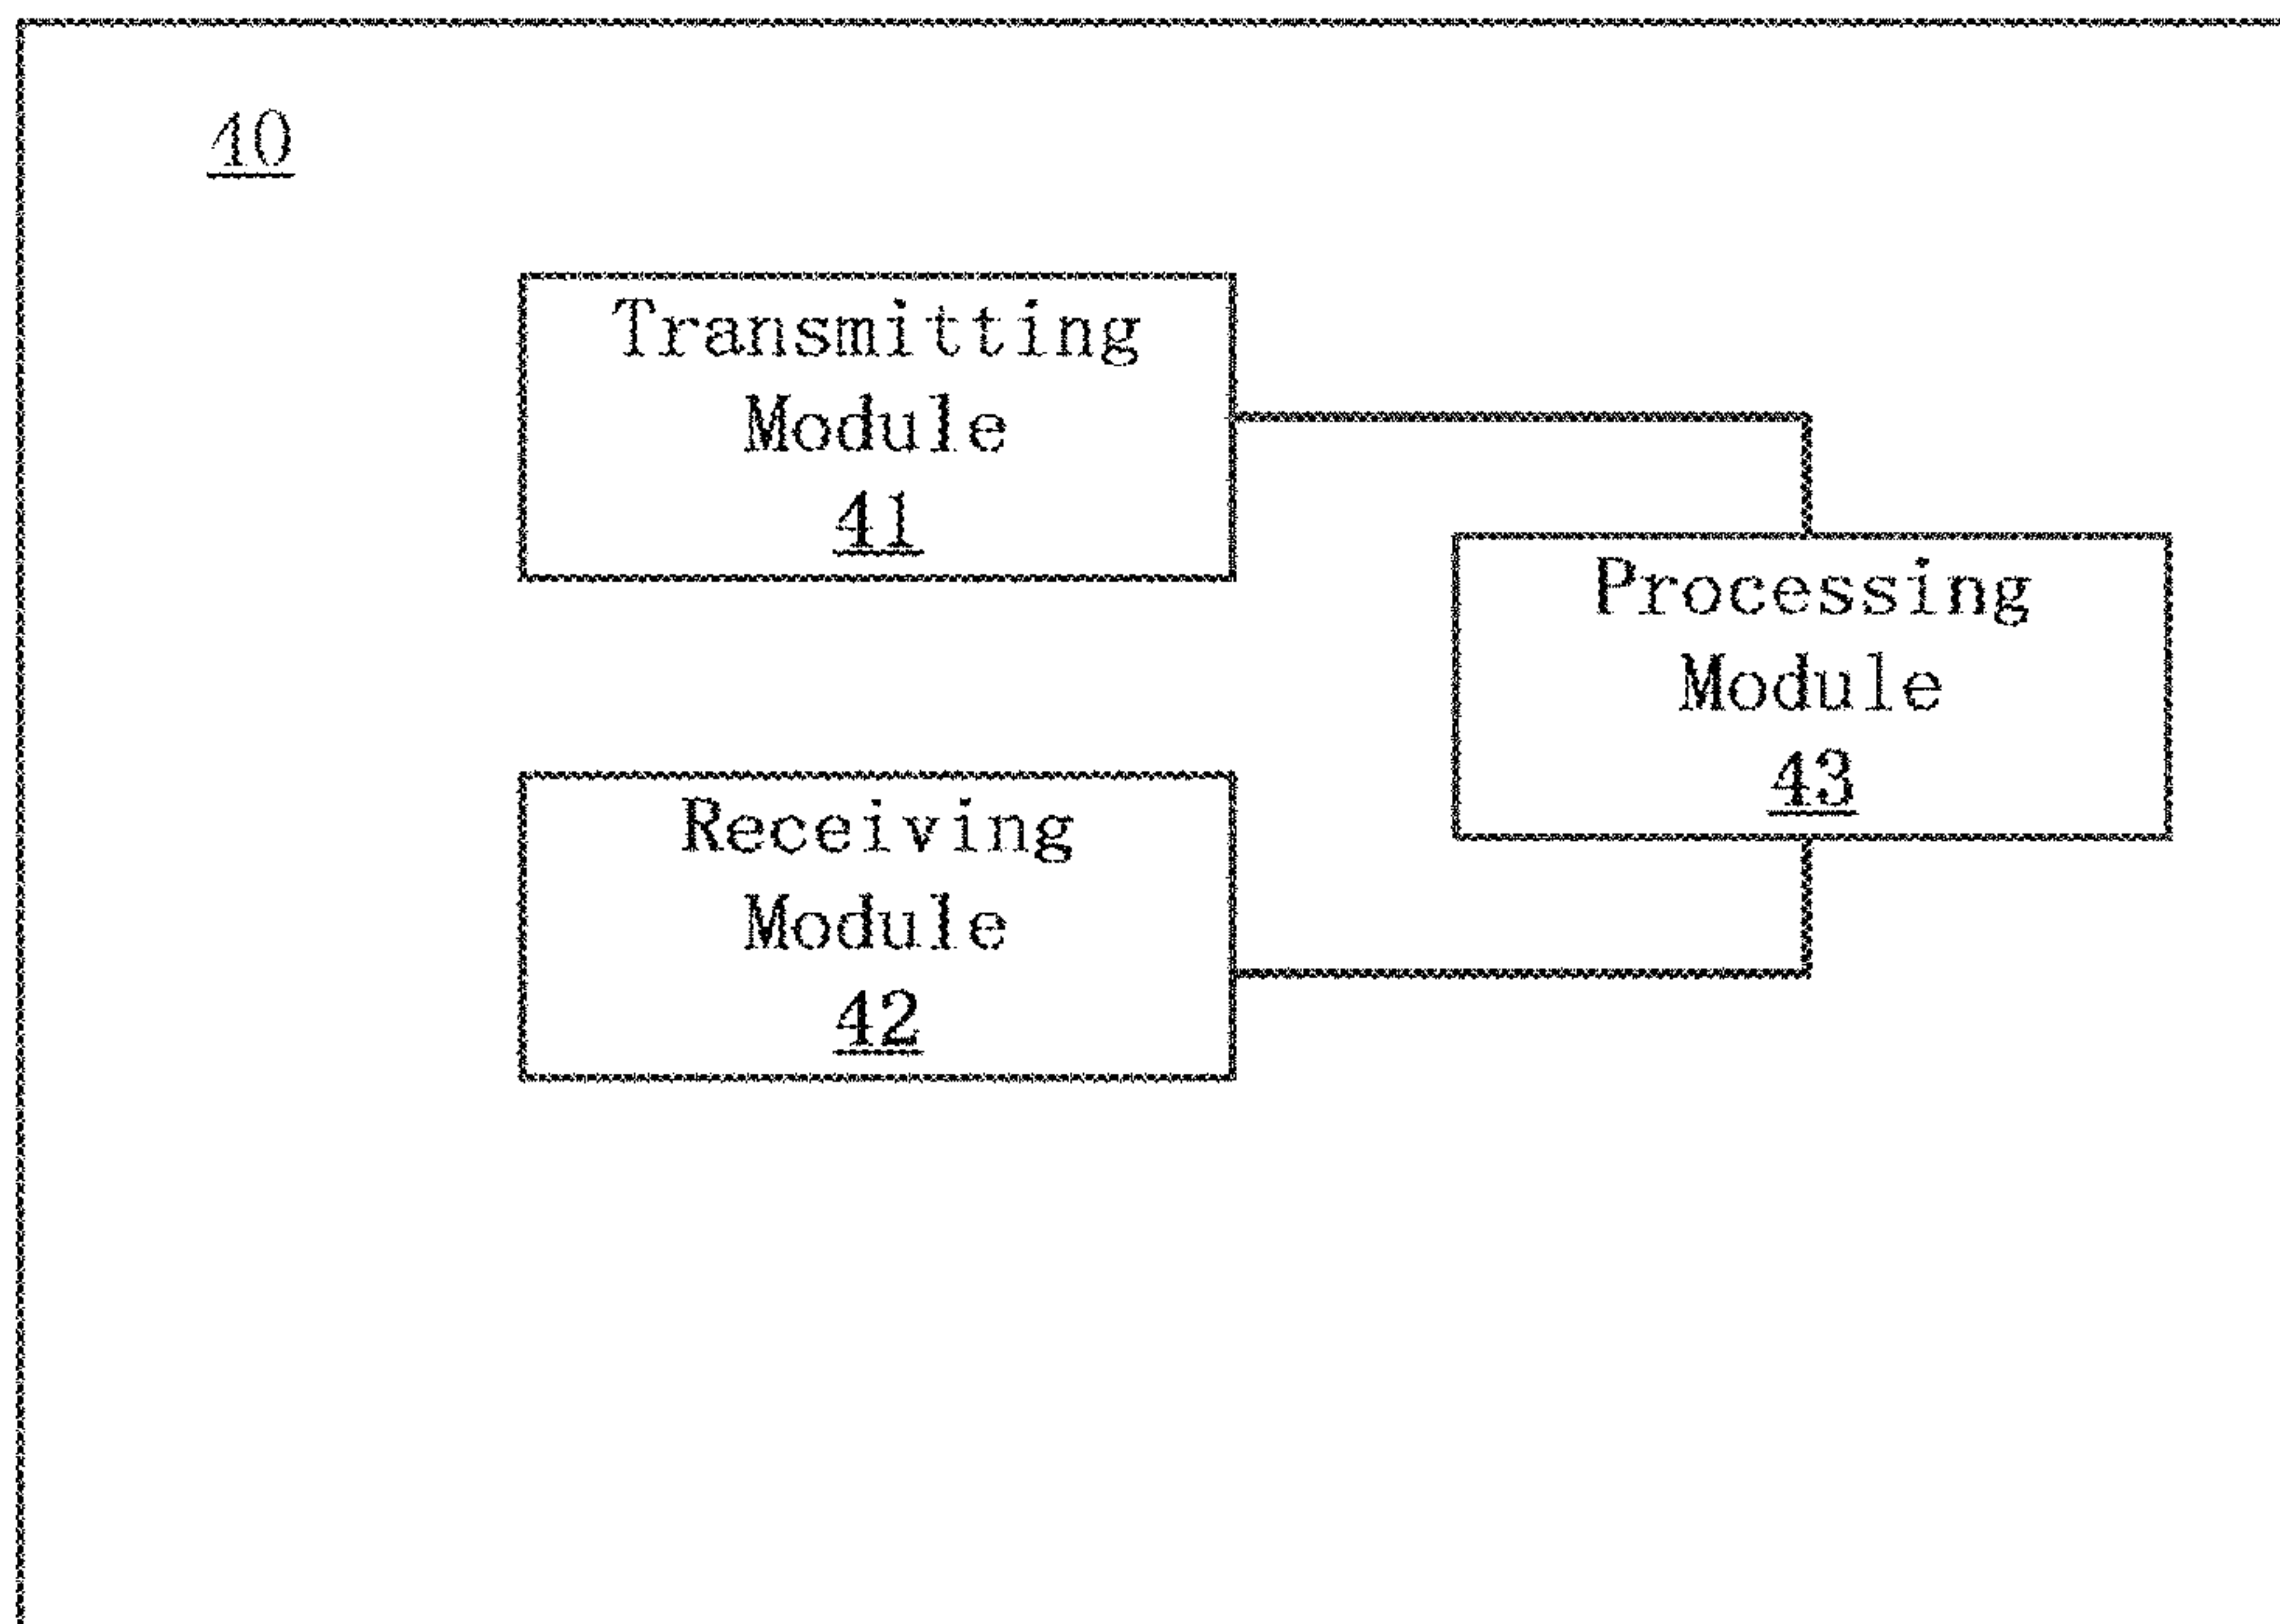 40
Transmitting
Module
41
Processing
Module
43
Receiving
Module
42